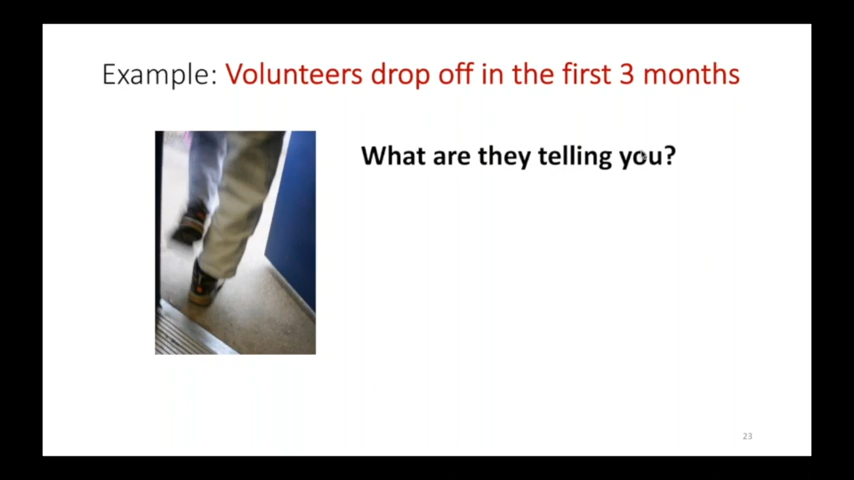 Example: Volunteers drop off in the first 3 months
What are they telling you?
23